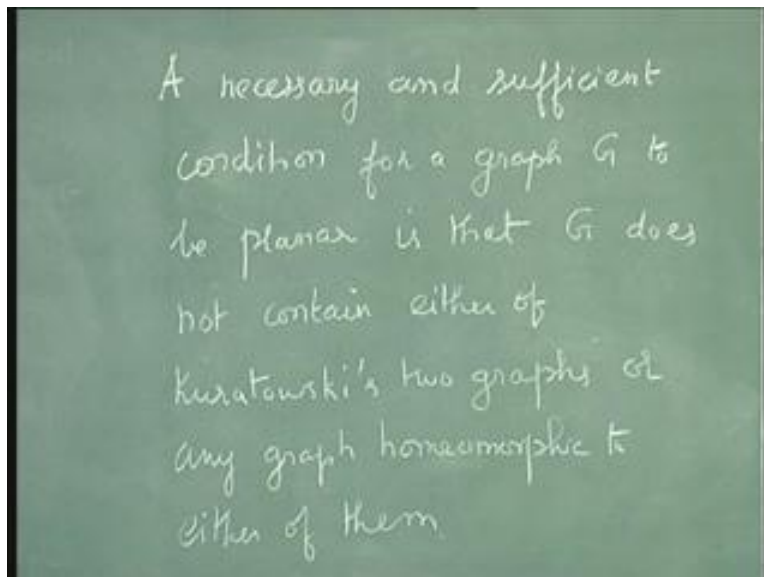 A necessary and sufficient
condition for a graph G to
be planar is that G does
not contain either of
Kuratowski's two graphs or
any graph homeomorphic to
either of them.